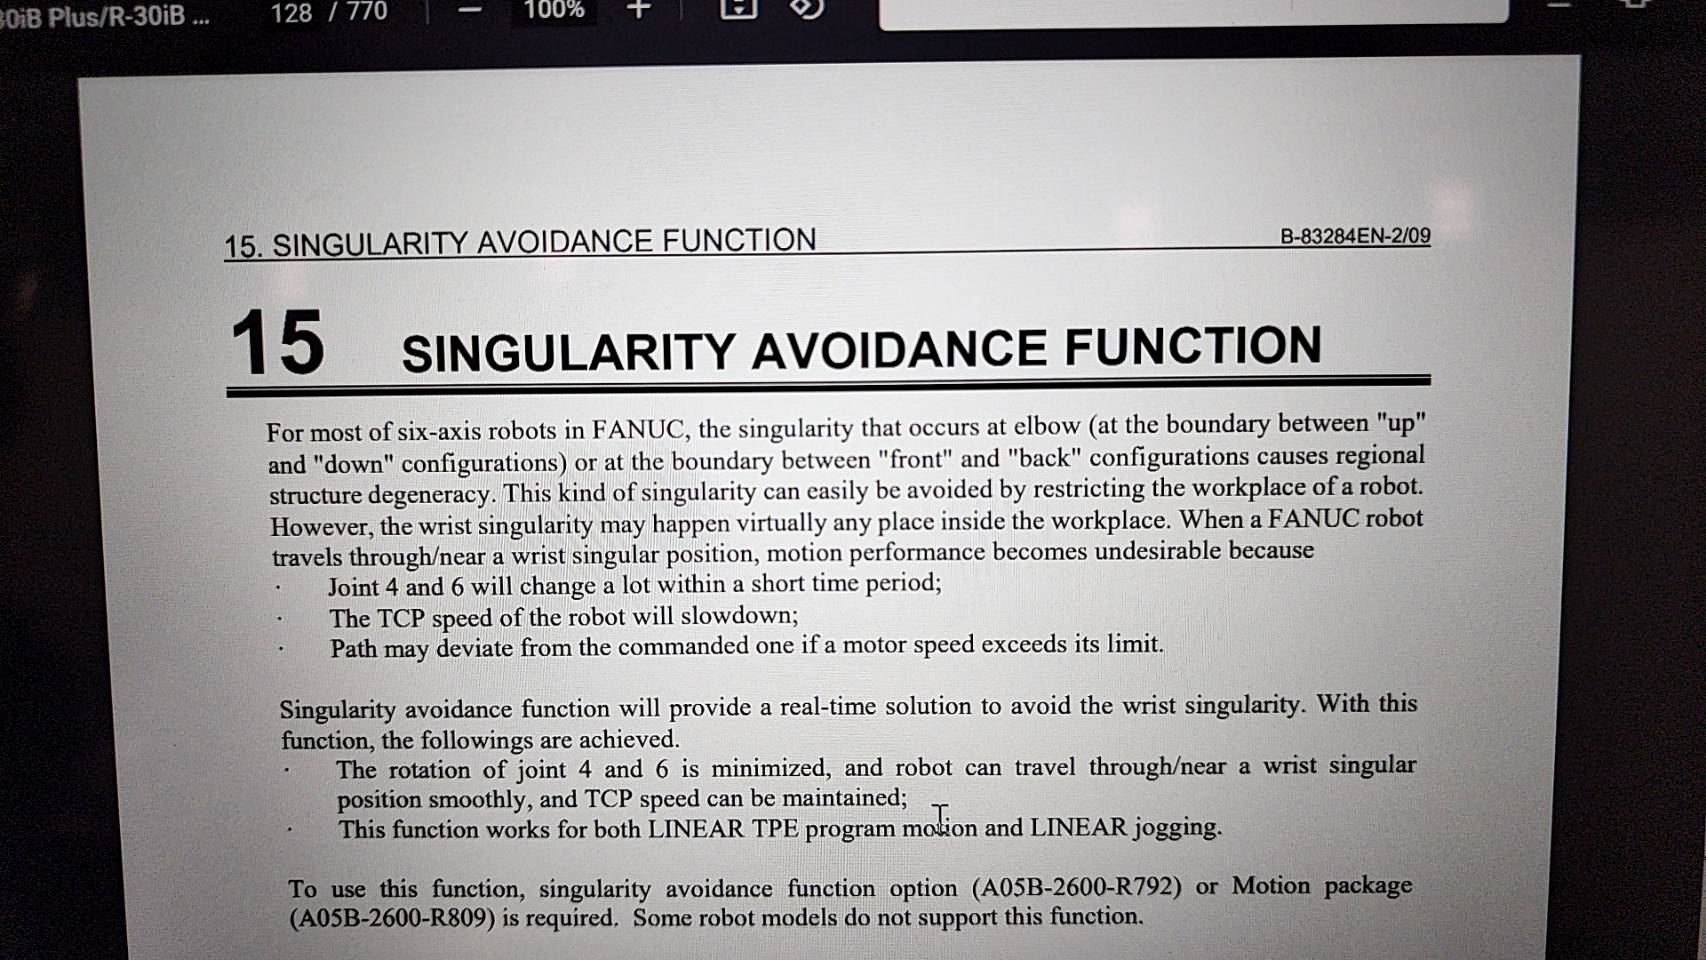 30iB Plus/R-30iB ... 128 / 770 100%
15. SINGULARITY AVOIDANCE FUNCTION B-83284EN-2/09
15 SINGULARITY AVOIDANCE FUNCTION
For most of six-axis robots in FANUC, the singularity that occurs at elbow (at the boundary between "up"
and "down" configurations) or at the boundary between "front" and "back" configurations causes regional
structure degeneracy. This kind of singularity can easily be avoided by restricting the workplace of a robot.
However, the wrist singularity may happen virtually any place inside the workplace. When a FANUC robot
travels through/near a wrist singular position, motion performance becomes undesirable because
· Joint 4 and 6 will change a lot within a short time period;
· The TCP speed of the robot will slowdown;
· Path may deviate from the commanded one if a motor speed exceeds its limit.
Singularity avoidance function will provide a real-time solution to avoid the wrist singularity. With this
function, the followings are achieved.
· The rotation of joint 4 and 6 is minimized, and robot can travel through/near a wrist singular
position smoothly, and TCP speed can be maintained;
· This function works for both LINEAR TPE program motion and LINEAR jogging.
To use this function, singularity avoidance function option (A05B-2600-R792) or Motion package
(A05B-2600-R809) is required. Some robot models do not support this function.